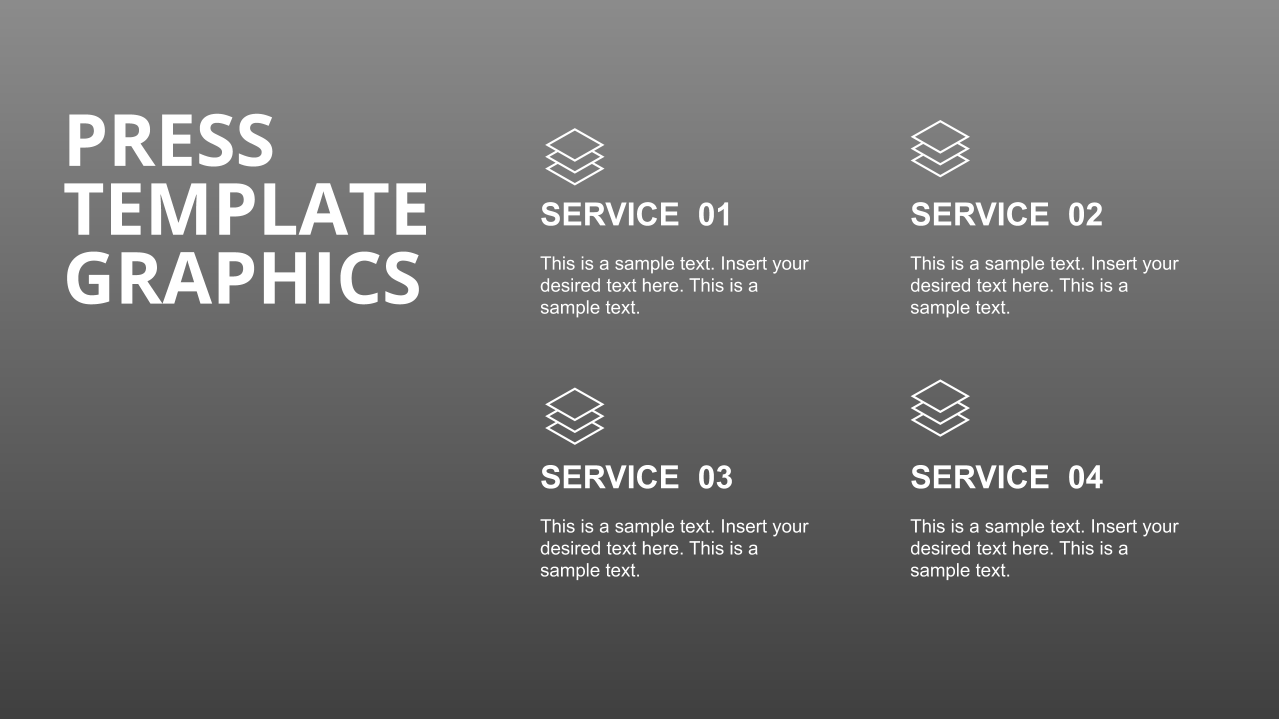 PRESS
TEMPLATE
GRAPHICS
SERVICE  01
This is a sample text. Insert your
desired text here. This is a
sample text.
SERVICE  02
This is a sample text. Insert your
desired text here. This is a
sample text.
SERVICE  03
This is a sample text. Insert your
desired text here. This is a
sample text.
SERVICE  04
This is a sample text. Insert your
desired text here. This is a
sample text.